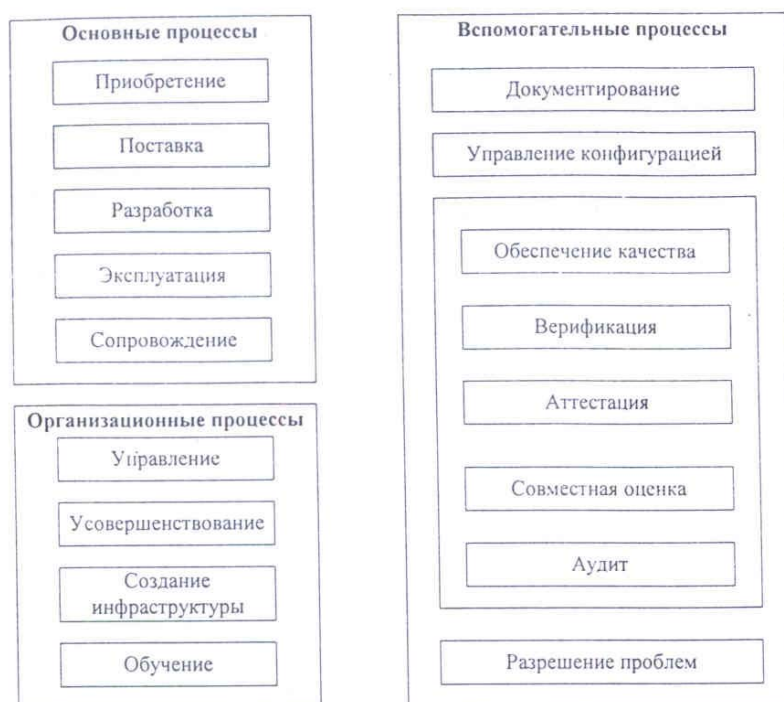 Основные процессы
Приобретение
Поставка
Разработка
Эксплуатация
Сопровождение
Организационные процессы
Управление
Усовершенствование
Создание
инфраструктуры
Обучение
Вспомогательные процессы
Документирование
Управление конфигурацией
Обеспечение качества
Верификация
Аттестация
Совместная оценка
Аудит
Разрешение проблем